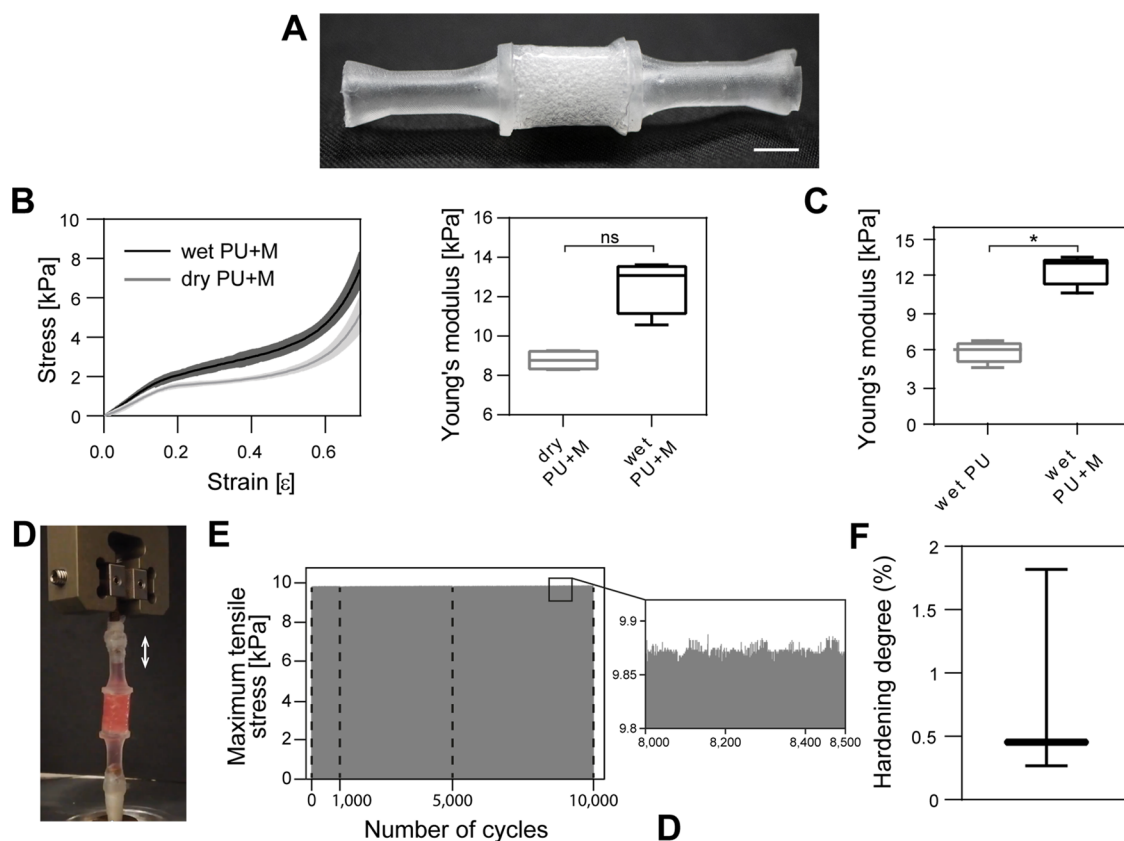 A
B
Stress [kPa]
10
8
6
4
2
0
wet PU+M
dry PU+M
0.0 0.2 0.4 0.6
Strain [ε]
Young's modulus [kPa]
16
14
12
10
8
6
ns
dry
PU+M
wet
PU+M
C
Young's modulus [kPa]
15
12
9
6
3
0
*
wet PU
wet
PU+M
D
E
Maximum tensile
stress [kPa]
10
8
6
4
2
0
0 1,000 5,000 10,000
Number of cycles
9.9
9.85
9.8
8,000 8,200 8,400 8,500
D
F
Hardening degree (%)
2
1.5
1
0.5
0